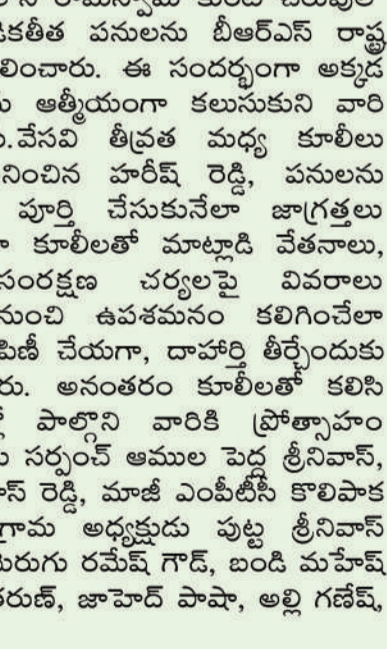 రామస్వామి కుంట చెరువుల
పనులను బీఆర్ఎస్ రాష్ట్ర
ఈ సందర్భంగా అక్కడ
ఆత్మీయంగా కలుసుకుని వారి
.వేసవి తీవ్రత మధ్య కూలీలు
హరీష్ రెడ్డి, పనులను
పూర్తి చేసుకునేలా జాగ్రత్తలు
కూలీలతో మాట్లాడి వేతనాలు,
సంరక్షణ చర్యలపై వివరాలు
నుంచి ఉపశమనం కలిగించేలా
చేయగా, దాహార్తి తీర్చేందుకు
అనంతరం కూలీలతో కలిసి
పాల్గొని వారికి ప్రోత్సాహం
సర్పంచ్ ఆముల పెద్ద శ్రీనివాస్,
రెడ్డి, మాజీ ఎంపీటీసీ కొలిపాక
గ్రామ అధ్యక్షుడు పుట్ట శ్రీనివాస్
రమేష్ గౌడ్, బండి మహేష్
జాహెద్ పాషా, అల్లి గణేష్,